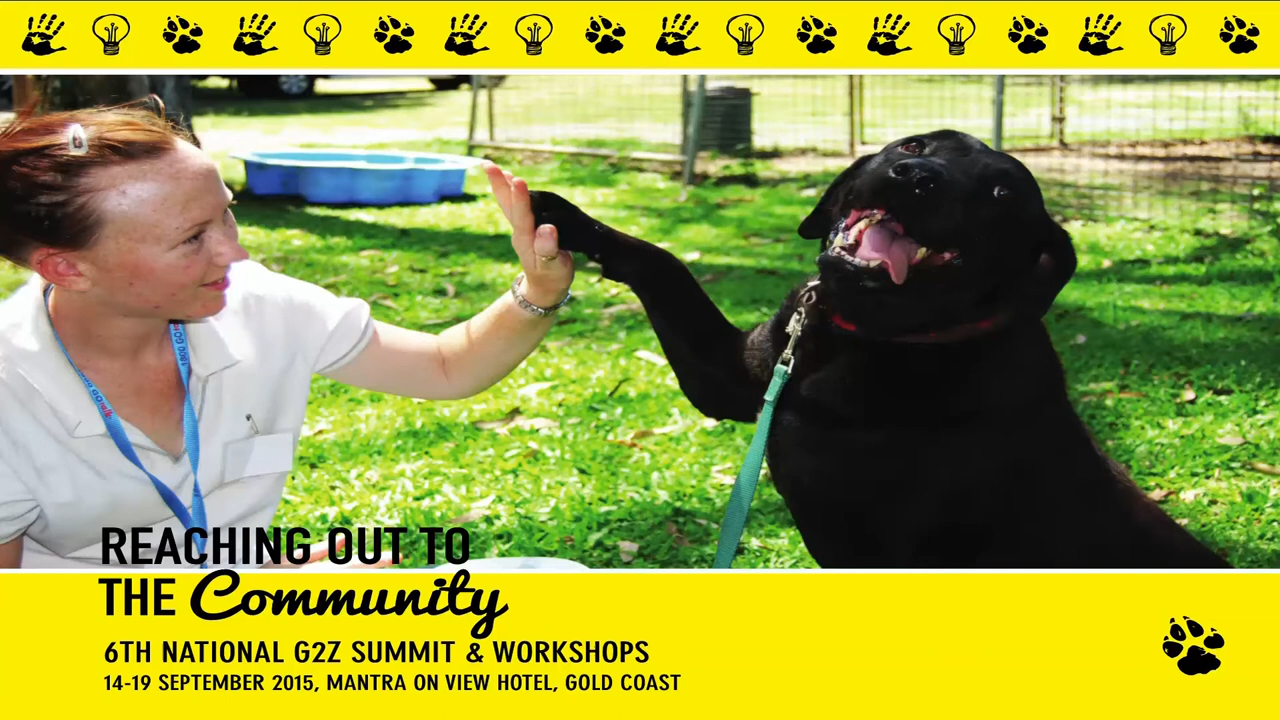 REACHING OUT TO
THE Community
6TH NATIONAL G2Z SUMMIT & WORKSHOPS
14-19 SEPTEMBER 2015, MANTRA ON VIEW HOTEL, GOLD COAST